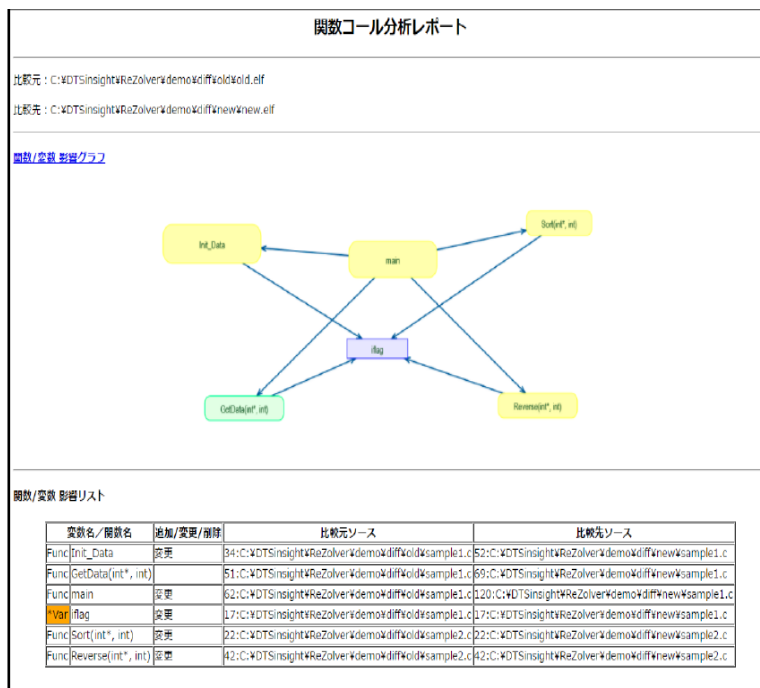 関数コール分析レポート
比較元：C:¥DTSinsight¥ReZolver¥demo¥diff¥old¥old.elf
比較先：C:¥DTSinsight¥ReZolver¥demo¥diff¥new¥new.elf
関数/変数 影響グラフ
Sort(int*, int)
Init_Data
main
iflag
GetData(int*, int)
Reverse(int*, int)
関数/変数 影響リスト
変数名／関数名 追加/変更/削除 比較元ソース 比較先ソース
Func Init_Data 変更 34:C:¥DTSinsight¥ReZolver¥demo¥diff¥old¥sample1.c 52:C:¥DTSinsight¥ReZolver¥demo¥diff¥new¥sample1.c
Func GetData(int*, int) 51:C:¥DTSinsight¥ReZolver¥demo¥diff¥old¥sample1.c 69:C:¥DTSinsight¥ReZolver¥demo¥diff¥new¥sample1.c
Func main 変更 62:C:¥DTSinsight¥ReZolver¥demo¥diff¥old¥sample1.c 120:C:¥DTSinsight¥ReZolver¥demo¥diff¥new¥sample1.c
*Var iflag 変更 17:C:¥DTSinsight¥ReZolver¥demo¥diff¥old¥sample1.c 17:C:¥DTSinsight¥ReZolver¥demo¥diff¥new¥sample1.c
Func Sort(int*, int) 変更 22:C:¥DTSinsight¥ReZolver¥demo¥diff¥old¥sample2.c 22:C:¥DTSinsight¥ReZolver¥demo¥diff¥new¥sample2.c
Func Reverse(int*, int) 変更 42:C:¥DTSinsight¥ReZolver¥demo¥diff¥old¥sample2.c 42:C:¥DTSinsight¥ReZolver¥demo¥diff¥new¥sample2.c